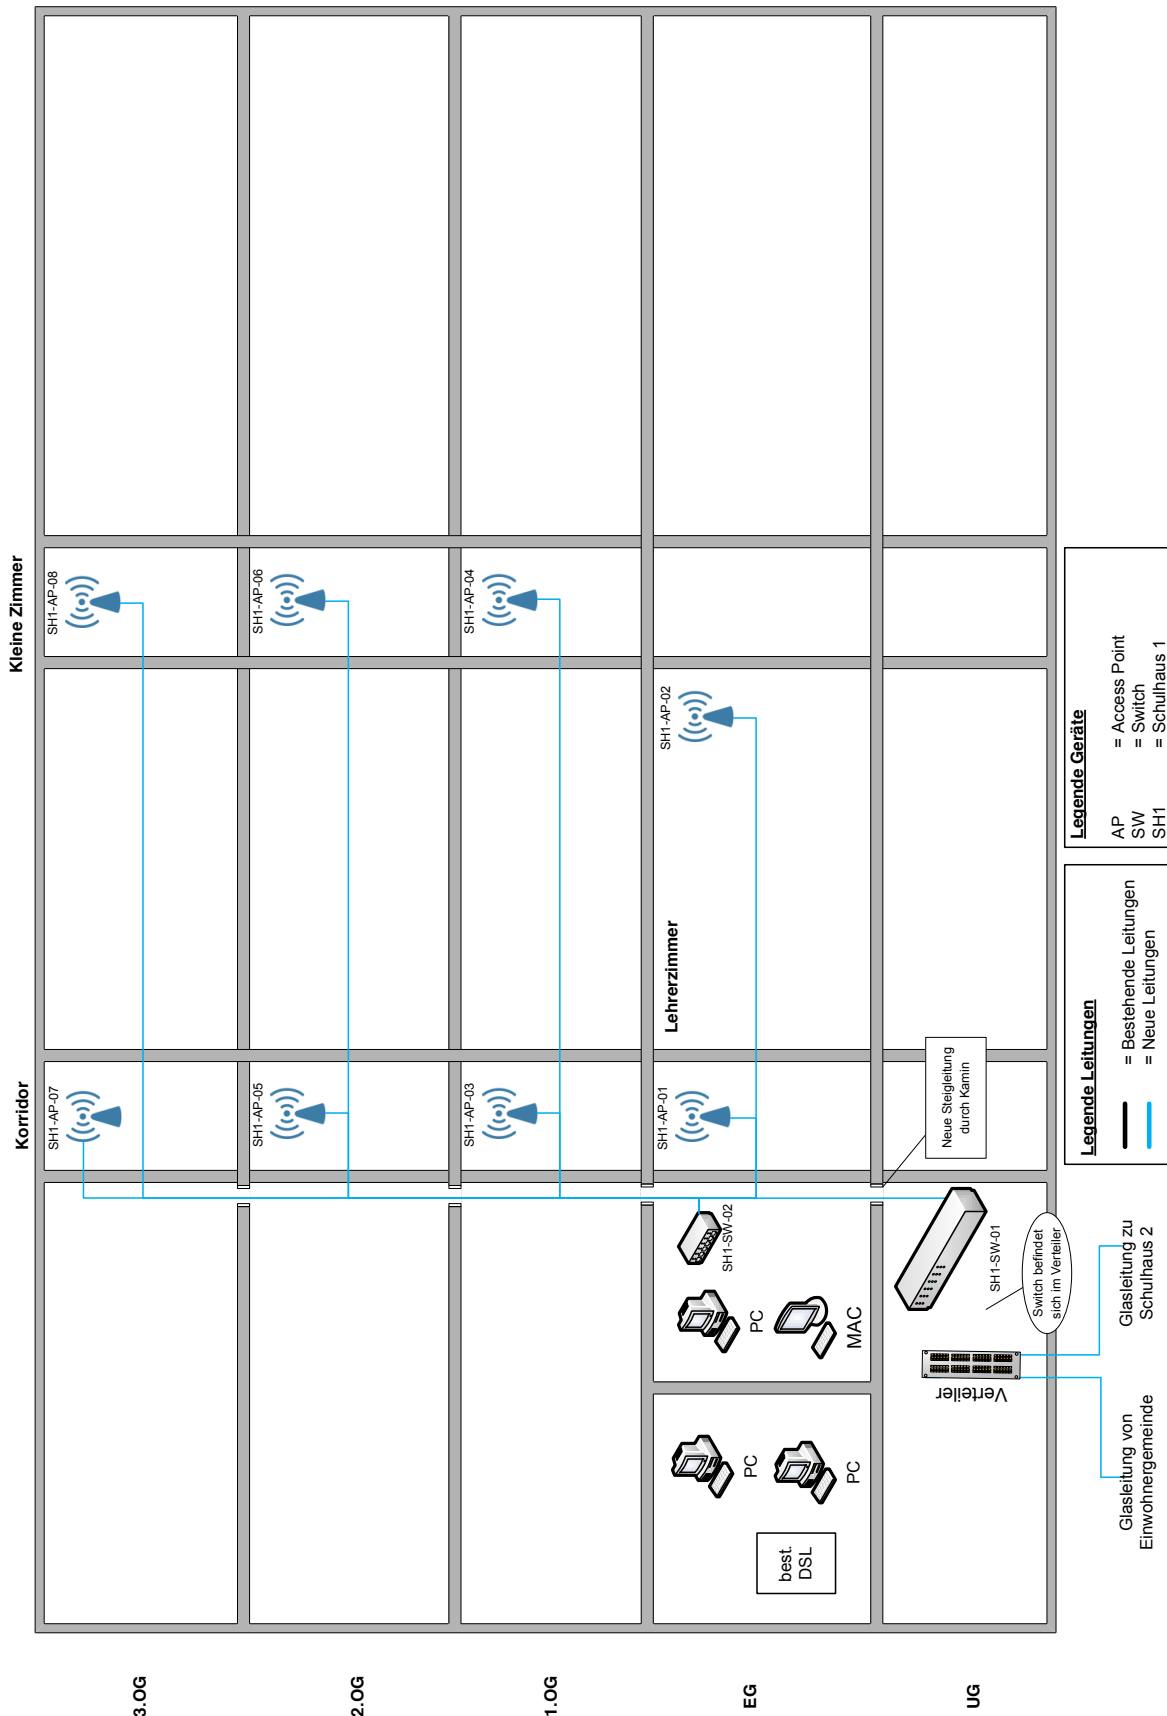 Kleine Zimmer
Korridor
3.OG
SH1-AP-07
SH1-AP-08
2.OG
SH1-AP-05
SH1-AP-06
1.OG
SH1-AP-03
SH1-AP-04
EG
best.
DSL
PC
PC
PC
MAC
SH1-SW-02
SH1-AP-01
Lehrerzimmer
SH1-AP-02
UG
Verteiler
SH1-SW-01
Switch befindet
sich im Verteiler
Neue Steigleitung
durch Kamin
Glasleitung von
Einwohnergemeinde
Glasleitung zu
Schulhaus 2
Legende Leitungen
= Bestehende Leitungen
= Neue Leitungen
Legende Geräte
AP = Access Point
SW = Switch
SH1 = Schulhaus 1